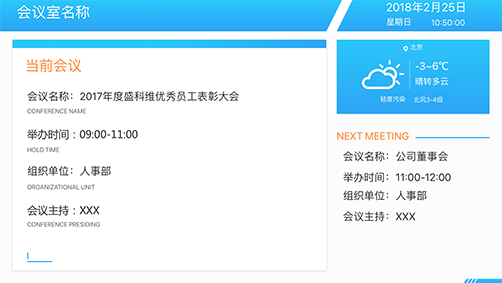 会议室名称
2018年2月25日
星期日 10:50:00
当前会议
会议名称：2017年度盛科维优秀员工表彰大会
CONFERENCE NAME
举办时间：09:00-11:00
HOLD TIME
组织单位：人事部
ORGANIZATIONAL UNIT
会议主持：XXX
CONFERENCE PRESIDING
北京
-3~6℃
晴转多云
轻度污染 北风3-4级
NEXT MEETING
会议名称：公司董事会
举办时间：11:00-12:00
组织单位：人事部
会议主持：XXX